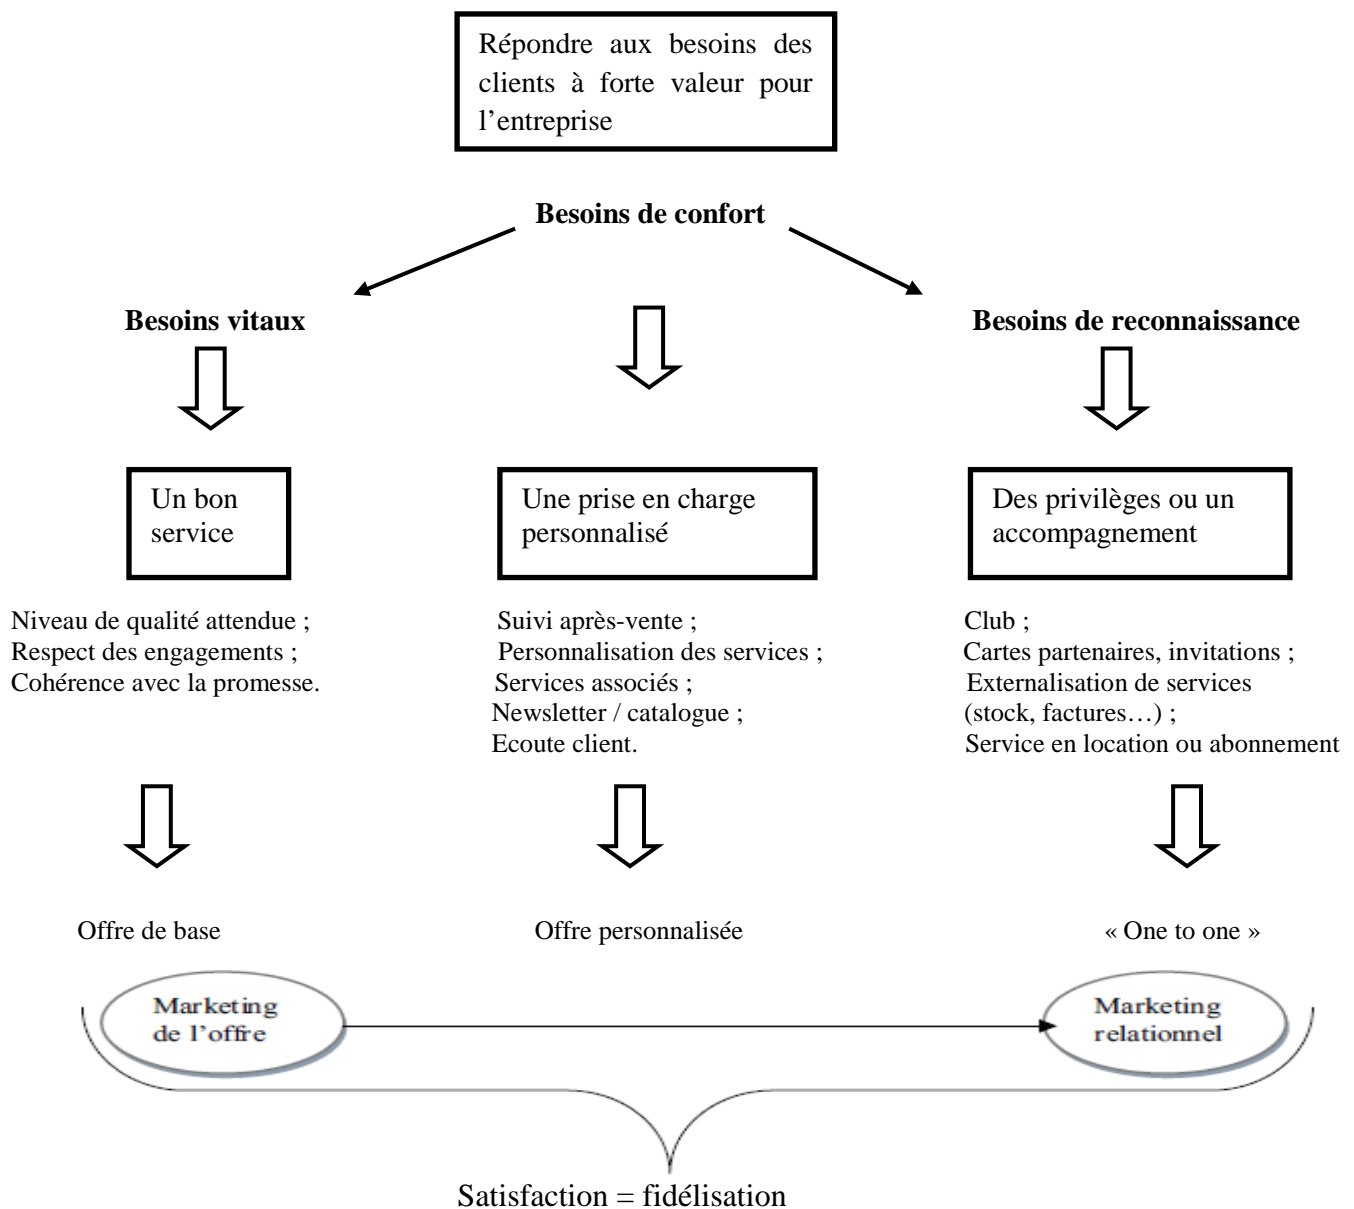 Répondre aux besoins des
clients à forte valeur pour
l’entreprise
Besoins de confort
Besoins vitaux
Besoins de reconnaissance
Un bon
service
Une prise en charge
personnalisé
Des privilèges ou un
accompagnement
Niveau de qualité attendue ;
Respect des engagements ;
Cohérence avec la promesse.
Suivi après-vente ;
Personnalisation des services ;
Services associés ;
Newsletter / catalogue ;
Ecoute client.
Club ;
Cartes partenaires, invitations ;
Externalisation de services
(stock, factures…) ;
Service en location ou abonnement
Offre de base
Offre personnalisée
« One to one »
Marketing
de l’offre
Marketing
relationnel
Satisfaction = fidélisation